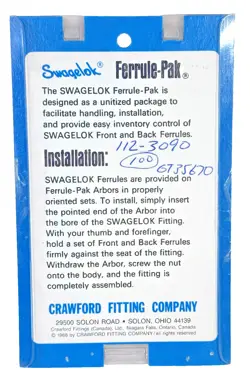 Swagelok® Ferrule-Pak®
The SWAGELOK Ferrule-Pak is
designed as a unitized package to
facilitate handling, installation,
and provide easy inventory control of
SWAGELOK Front and Back Ferrules.
112-3090
Installation: 100 6735670
SWAGELOK Ferrules are provided on
Ferrule-Pak Arbors in properly
oriented sets. To install, simply insert
the pointed end of the Arbor into
the bore of the SWAGELOK Fitting.
With your thumb and forefinger,
hold a set of Front and Back Ferrules
firmly against the seat of the fitting.
Withdraw the Arbor, screw the nut
onto the body, and the fitting is
completely assembled.
CRAWFORD FITTING COMPANY
29500 SOLON ROAD • SOLON, OHIO 44139
Crawford Fittings (Canada) Ltd., Niagara Falls, Ontario, Canada
© 1968 by CRAWFORD FITTING COMPANY / all rights reserved